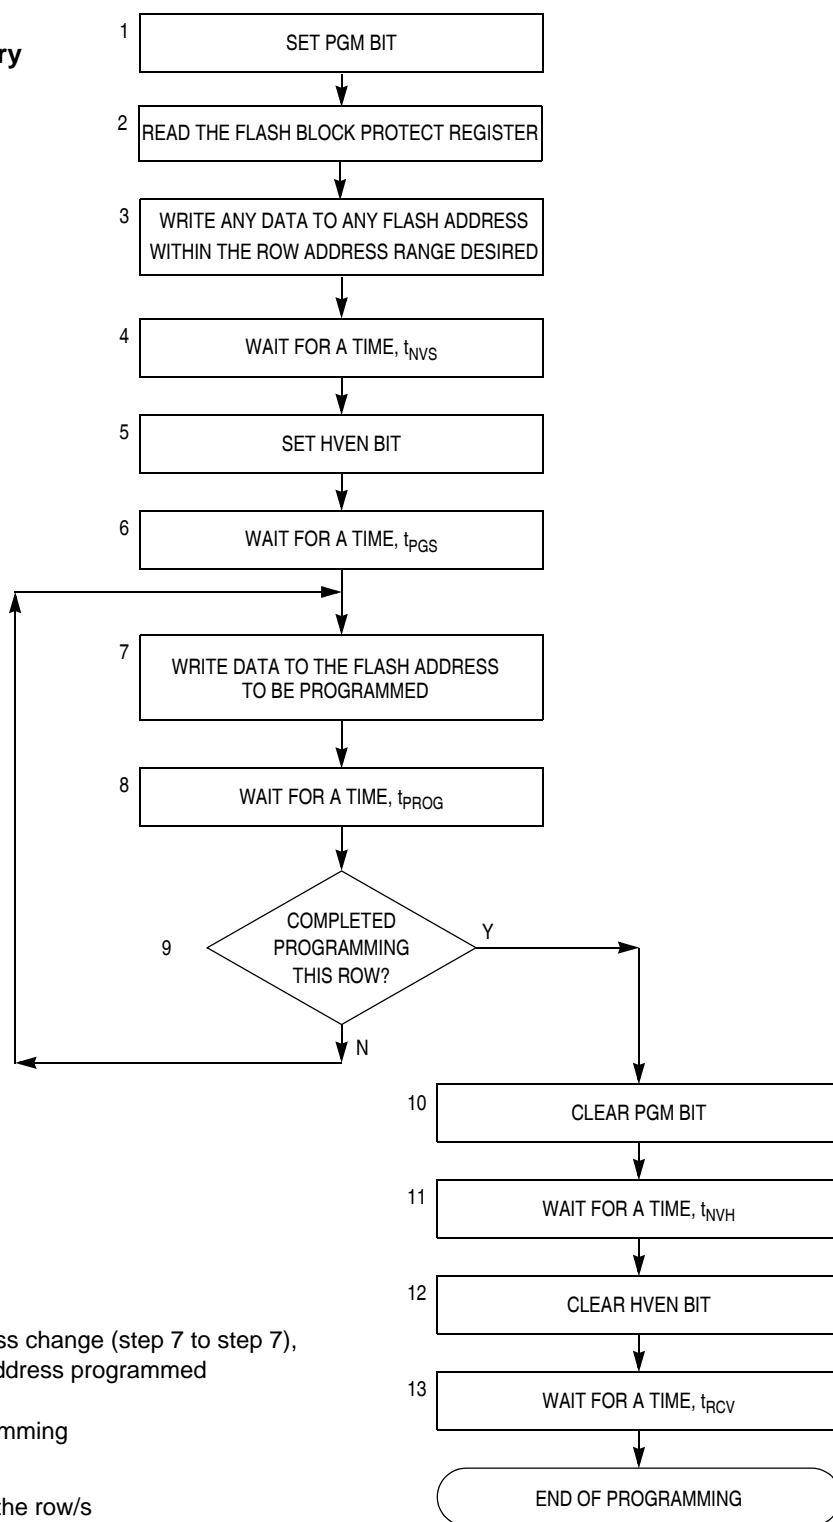 ry
1
SET PGM BIT
2
READ THE FLASH BLOCK PROTECT REGISTER
3
WRITE ANY DATA TO ANY FLASH ADDRESS
WITHIN THE ROW ADDRESS RANGE DESIRED
4
WAIT FOR A TIME, tNVS
5
SET HVEN BIT
6
WAIT FOR A TIME, tPGS
7
WRITE DATA TO THE FLASH ADDRESS
TO BE PROGRAMMED
8
WAIT FOR A TIME, tPROG
9
COMPLETED
PROGRAMMING
THIS ROW?
Y
N
10
CLEAR PGM BIT
11
WAIT FOR A TIME, tNVH
12
CLEAR HVEN BIT
13
WAIT FOR A TIME, tRCV
END OF PROGRAMMING
ss change (step 7 to step 7),
ddress programmed
mming
the row/s